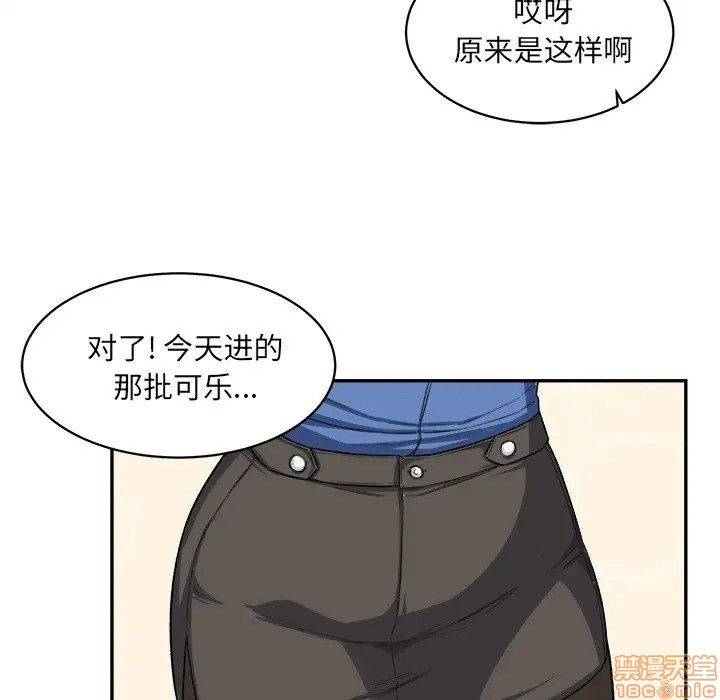 哎呀
原来是这样啊
对了! 今天进的
那批可乐...
禁漫天堂
18comic